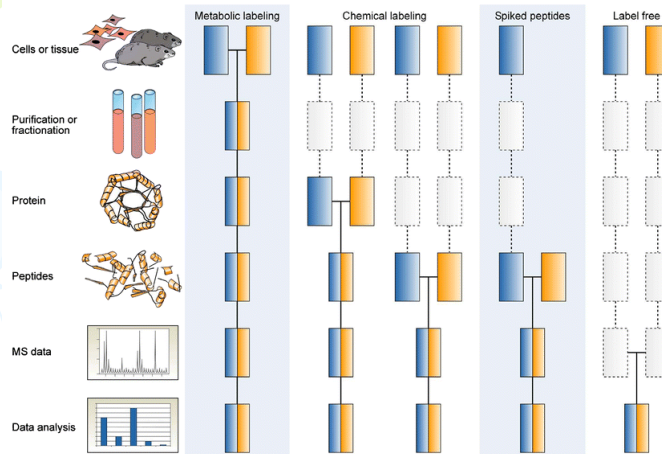 Metabolic labeling
Chemical labeling
Spiked peptides
Label free
Cells or tissue
Purification or
fractionation
Protein
Peptides
MS data
Data analysis